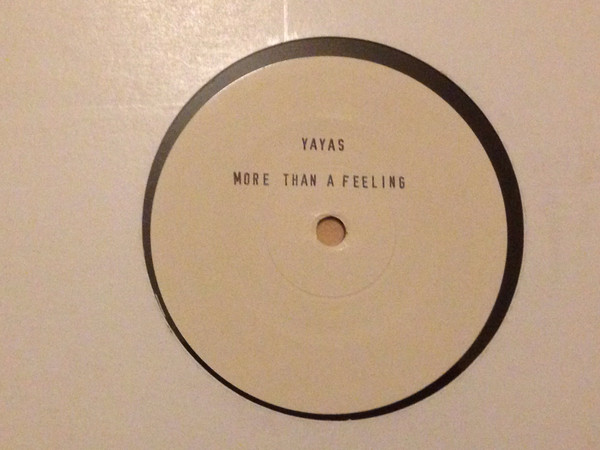 YAYAS
MORE THAN A FEELING